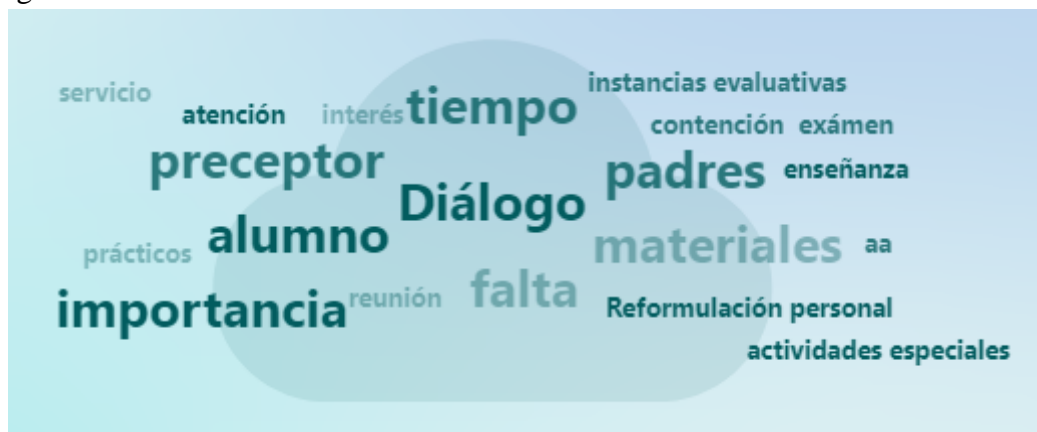 servicio
instancias evaluativas
atención interés tiempo
contención exámen
preceptor
padres enseñanza
Diálogo
alumno
materiales aa
prácticos
falta
importancia reunión
Reformulación personal
actividades especiales